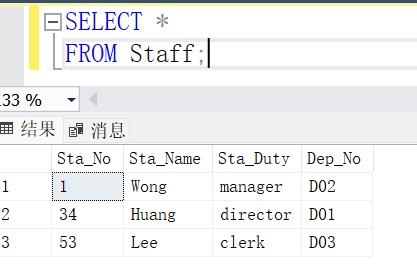 SELECT *
FROM Staff;
133 %
结果 消息
Sta_No Sta_Name Sta_Duty Dep_No
1 1 Wong manager D02
2 34 Huang director D01
3 53 Lee clerk D03